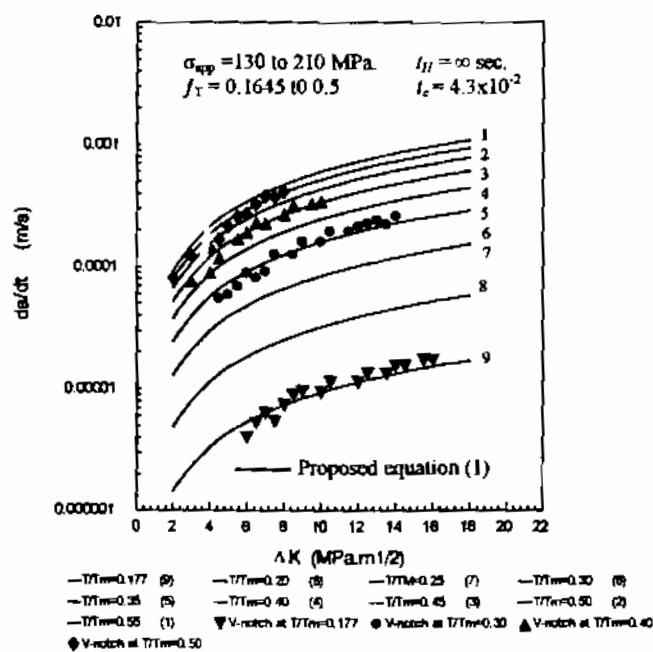 0.01
σapp =130 to 210 MPa. tH = ∞ sec.
fT = 0.1645 to 0.5 tc = 4.3x10-2
0.001
0.0001
0.00001
0.000001
da/dt (m/s)
1
2
3
4
5
6
7
8
9
Proposed equation (1)
0 2 4 6 8 10 12 14 16 18 20 22
ΔK (MPa.m1/2)
T/Tm=0.177 (9) T/Tm=0.20 (8) T/TM=0.25 (7) T/Tm=0.30 (6)
T/Tm=0.35 (5) T/Tm=0.40 (4) T/Tm=0.45 (3) T/Tm=0.50 (2)
T/Tm=0.55 (1) V-notch at T/Tm=0.177 V-notch at T/Tm=0.30 V-notch at T/Tm=0.40
V-notch at T/Tm=0.50